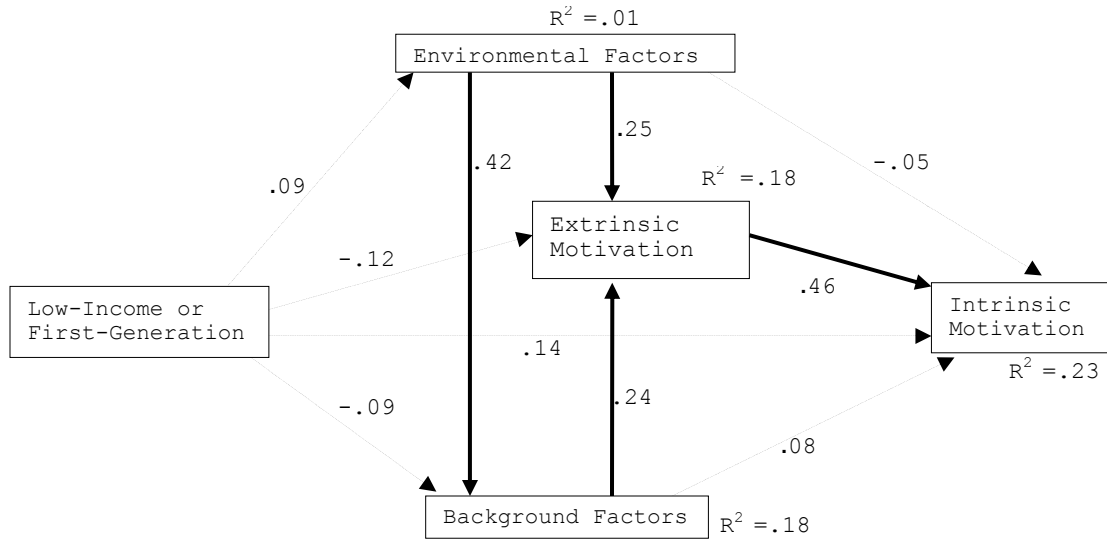 R² =.01
Environmental Factors
.25
.42
-.05
.09
R² =.18
Extrinsic
Motivation
-.12
.46
Low-Income or
First-Generation
Intrinsic
Motivation
.14
R² =.23
-.09
.24
.08
Background Factors
R² =.18